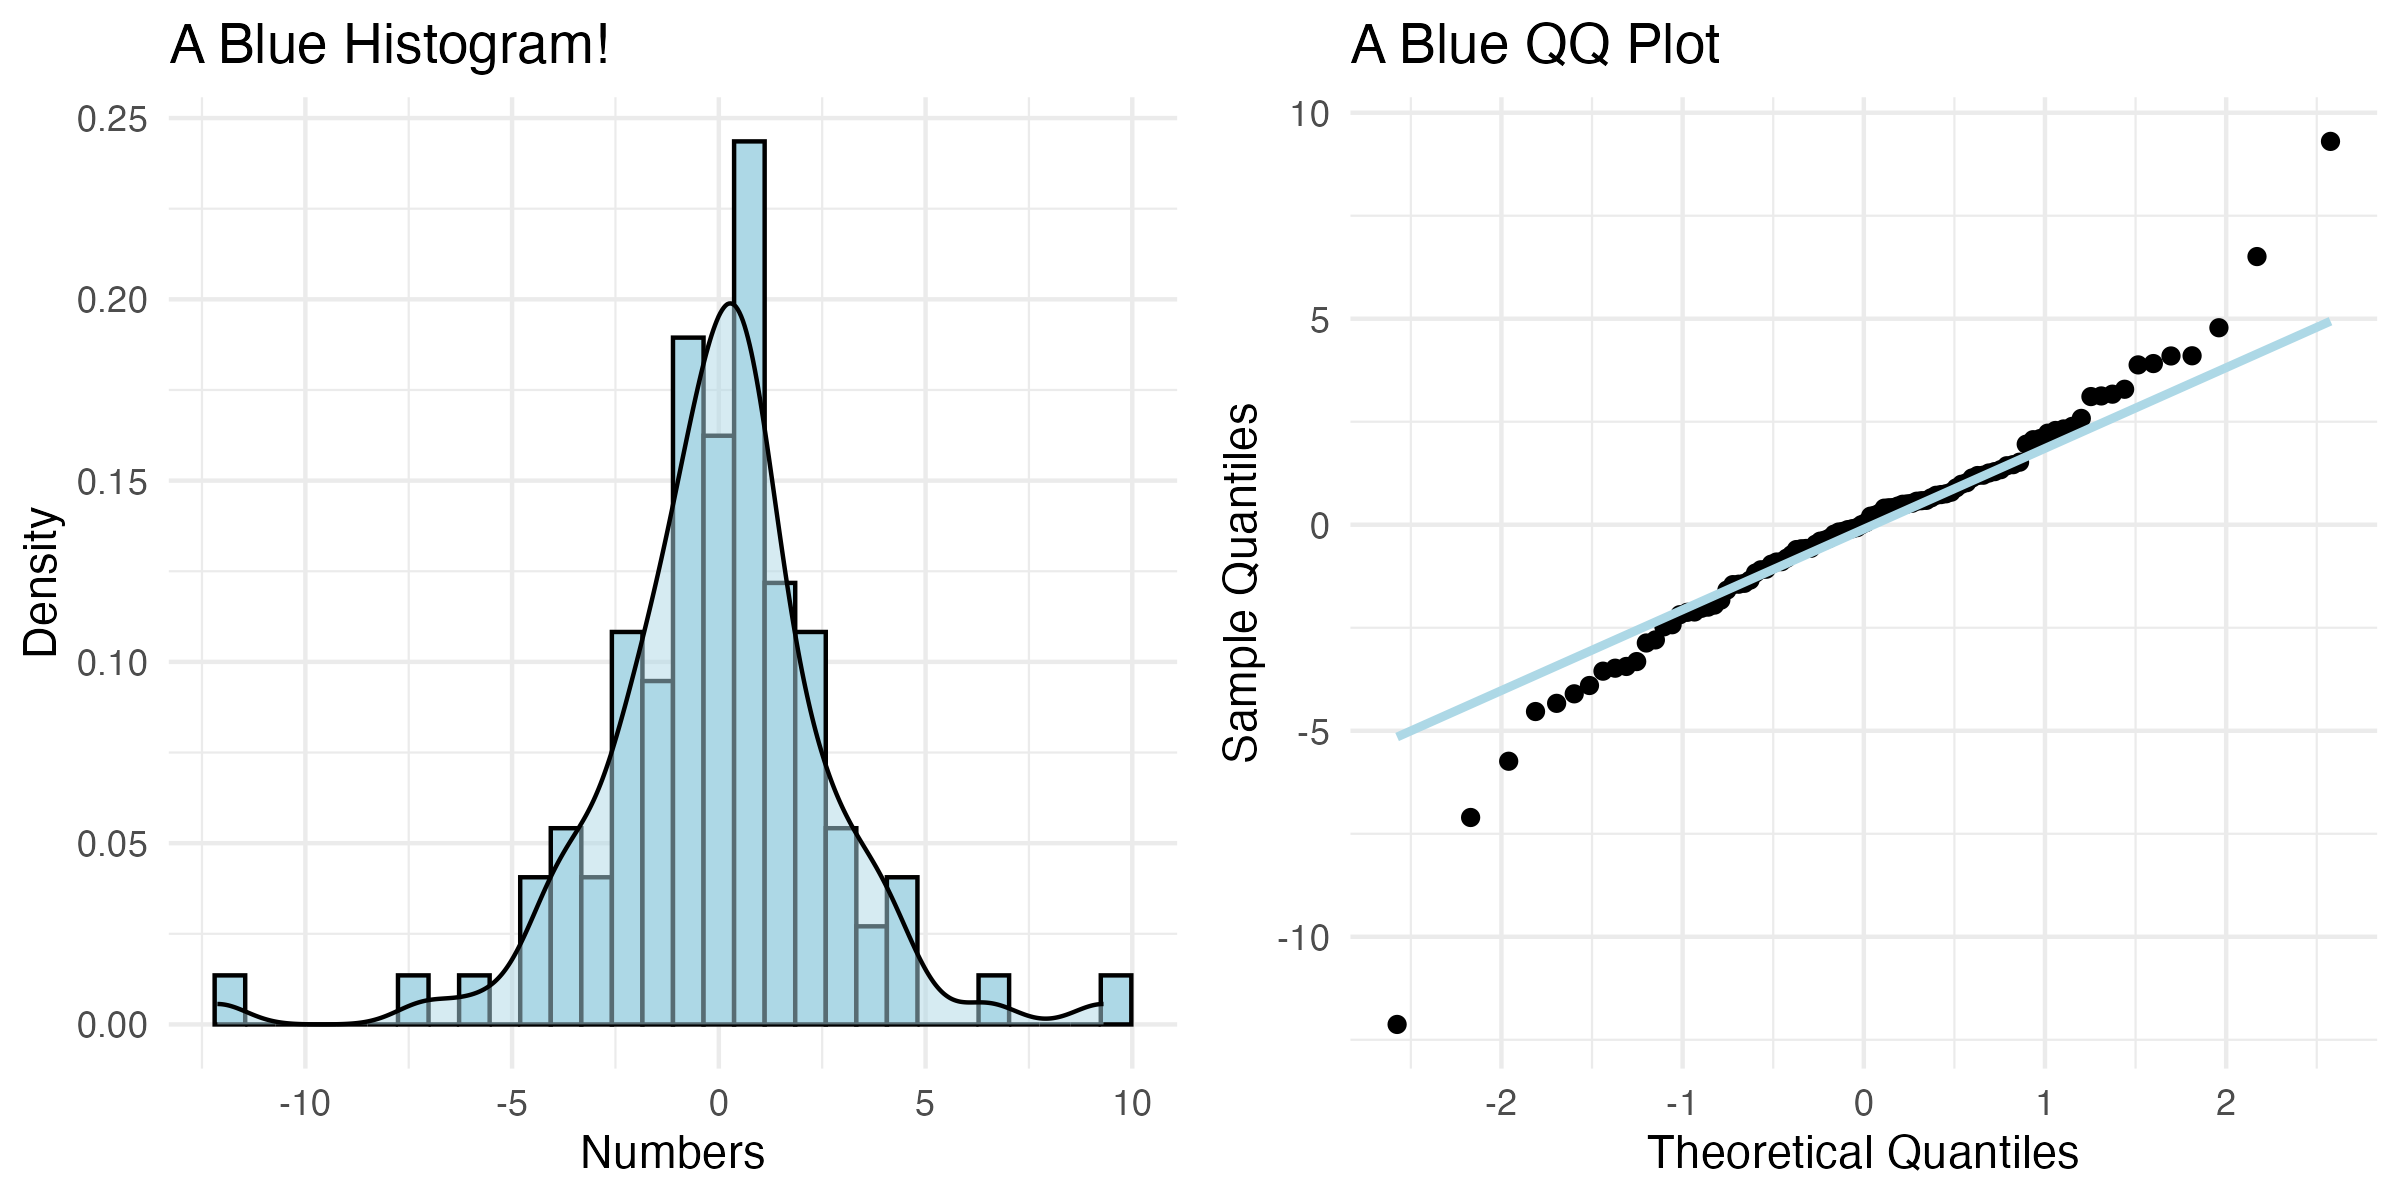 A Blue Histogram!
0.25
0.20
0.15
0.10
0.05
0.00
Density
-10 -5 0 5 10
Numbers
A Blue QQ Plot
10
5
0
-5
-10
Sample Quantiles
-2 -1 0 1 2
Theoretical Quantiles